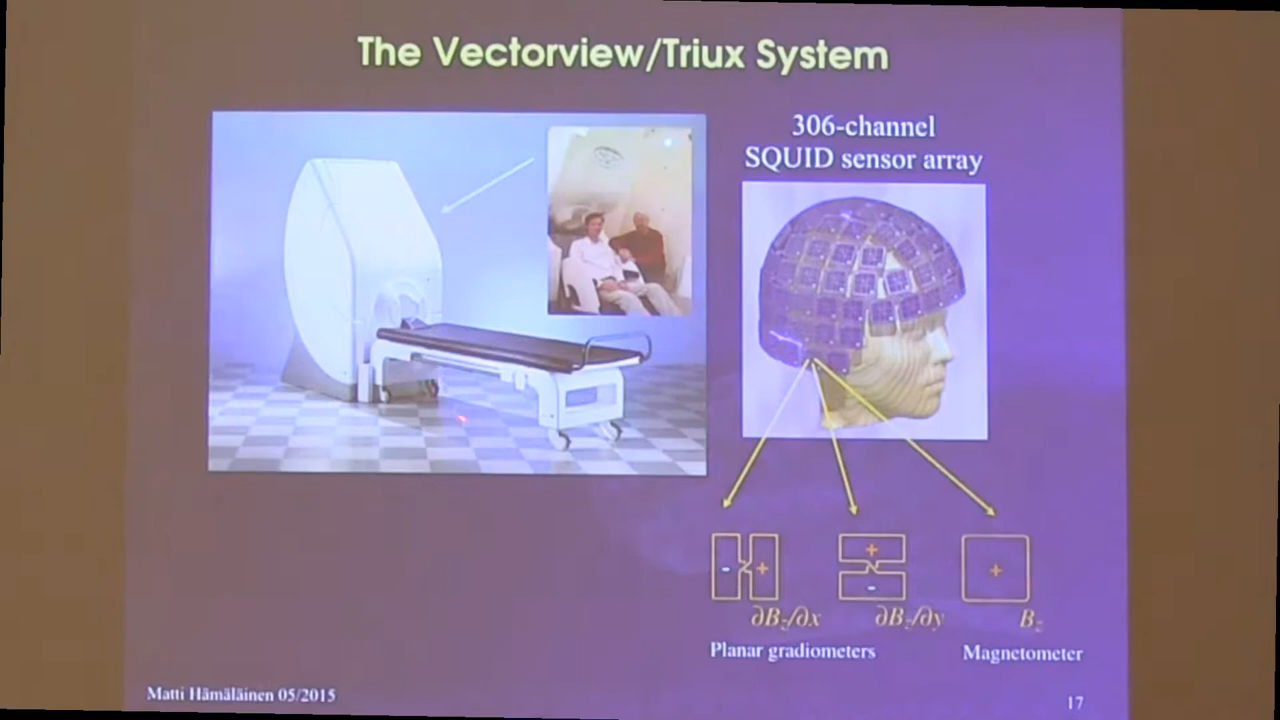 The Vectorview/Triux System
306-channel
SQUID sensor array
- +
+
-
+
∂Bz/∂x
∂Bz/∂y
Bz
Planar gradiometers
Magnetometer
Matti Hämäläinen 05/2015
17